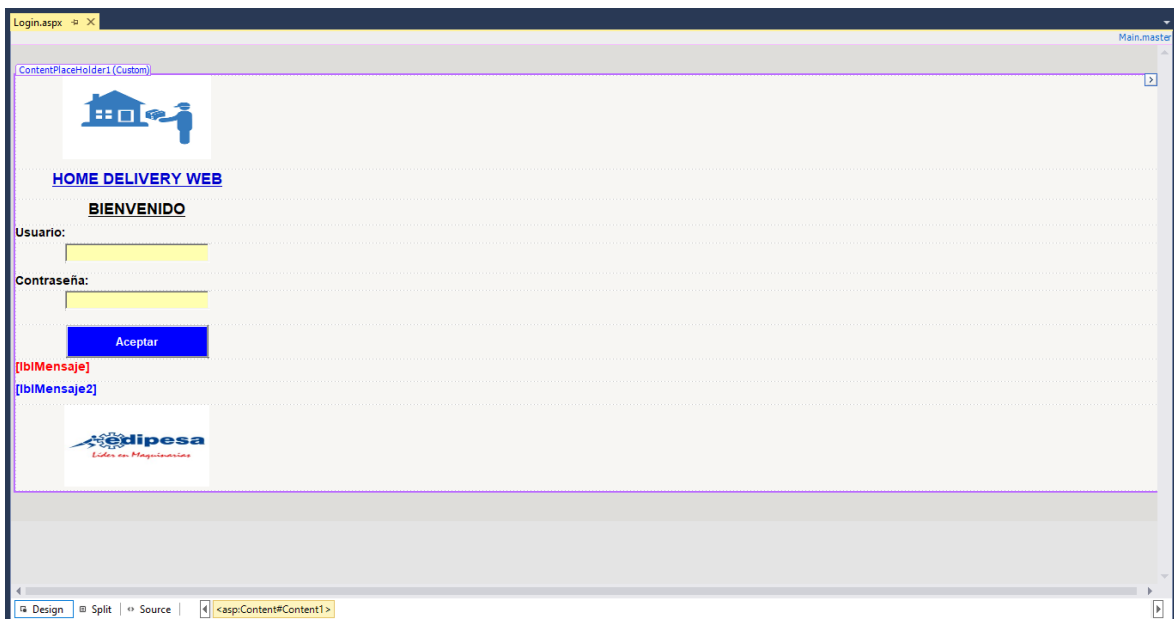 Login.aspx
Main.master
ContentPlaceHolder1 (Custom)
HOME DELIVERY WEB
BIENVENIDO
Usuario:
Contraseña:
Aceptar
[lblMensaje]
[lblMensaje2]
edipesa
Líder en Maquinarias
Design Split Source <asp:Content#Content1>